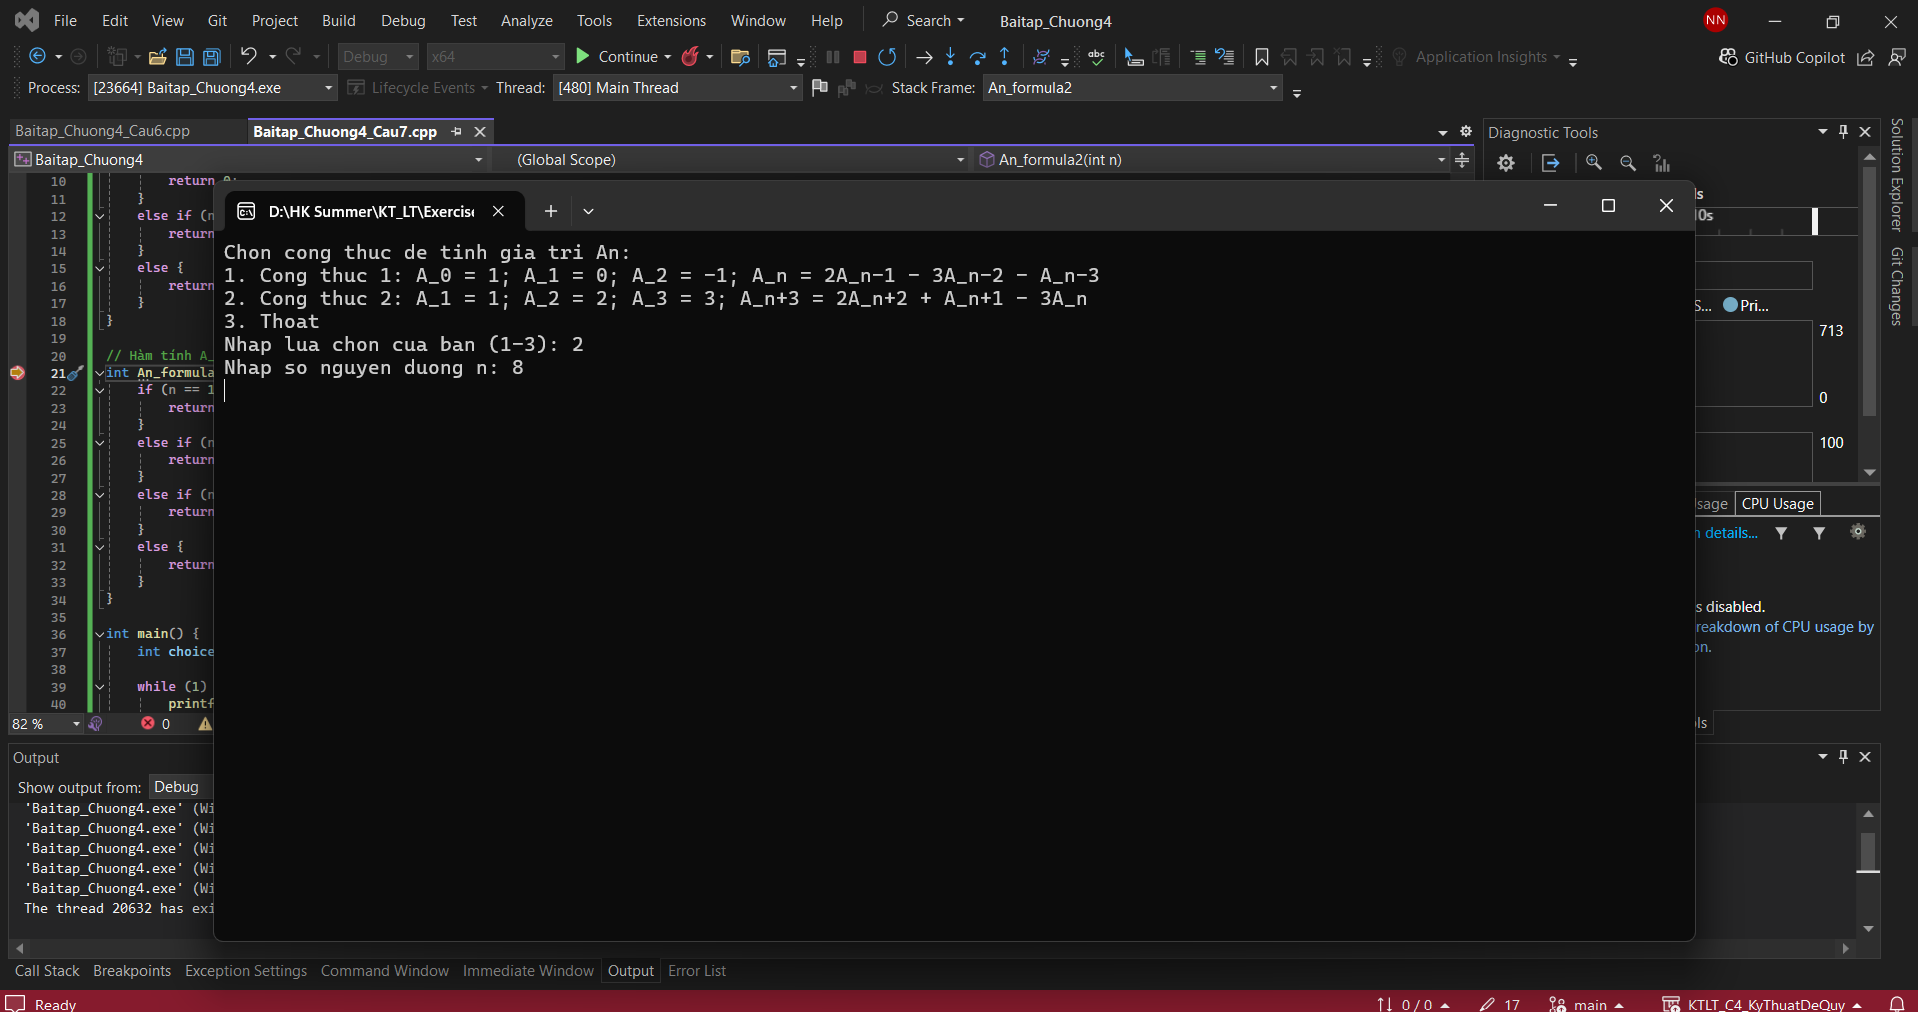 File Edit View Git Project Build Debug Test Analyze Tools Extensions Window Help Search Baitap_Chuong4 NN
Debug x64 Continue Application Insights GitHub Copilot
Process: [23664] Baitap_Chuong4.exe Lifecycle Events Thread: [480] Main Thread Stack Frame: An_formula2
Baitap_Chuong4_Cau6.cpp Baitap_Chuong4_Cau7.cpp
Baitap_Chuong4 (Global Scope) An_formula2(int n)
10 return 0;
11 }
12 else if (n
13 return
14 }
15 else {
16 return
17 }
18 }
19
20 // Hàm tính A_
21 int An_formula
22 if (n == 1
23 return
24 }
25 else if (n
26 return
27 }
28 else if (n
29 return
30 }
31 else {
32 return
33 }
34 }
35
36 int main() {
37 int choice
38
39 while (1)
40 printf
82 % 0
D:\HK Summer\KT_LT\Exercise
Chon cong thuc de tinh gia tri An:
1. Cong thuc 1: A_0 = 1; A_1 = 0; A_2 = -1; A_n = 2A_n-1 - 3A_n-2 - A_n-3
2. Cong thuc 2: A_1 = 1; A_2 = 2; A_3 = 3; A_n+3 = 2A_n+2 + A_n+1 - 3A_n
3. Thoat
Nhap lua chon cua ban (1-3): 2
Nhap so nguyen duong n: 8
Diagnostic Tools
ls
10s
S... Pri...
713
0
100
sage CPU Usage
n details...
s disabled.
reakdown of CPU usage by
on.
ls
Solution Explorer
Git Changes
Output
Show output from: Debug
'Baitap_Chuong4.exe' (Wi
'Baitap_Chuong4.exe' (Wi
'Baitap_Chuong4.exe' (Wi
'Baitap_Chuong4.exe' (Wi
'Baitap_Chuong4.exe' (Wi
The thread 20632 has exi
Call Stack Breakpoints Exception Settings Command Window Immediate Window Output Error List
Ready 0 / 0 17 main KTLT_C4_KyThuatDeQuy